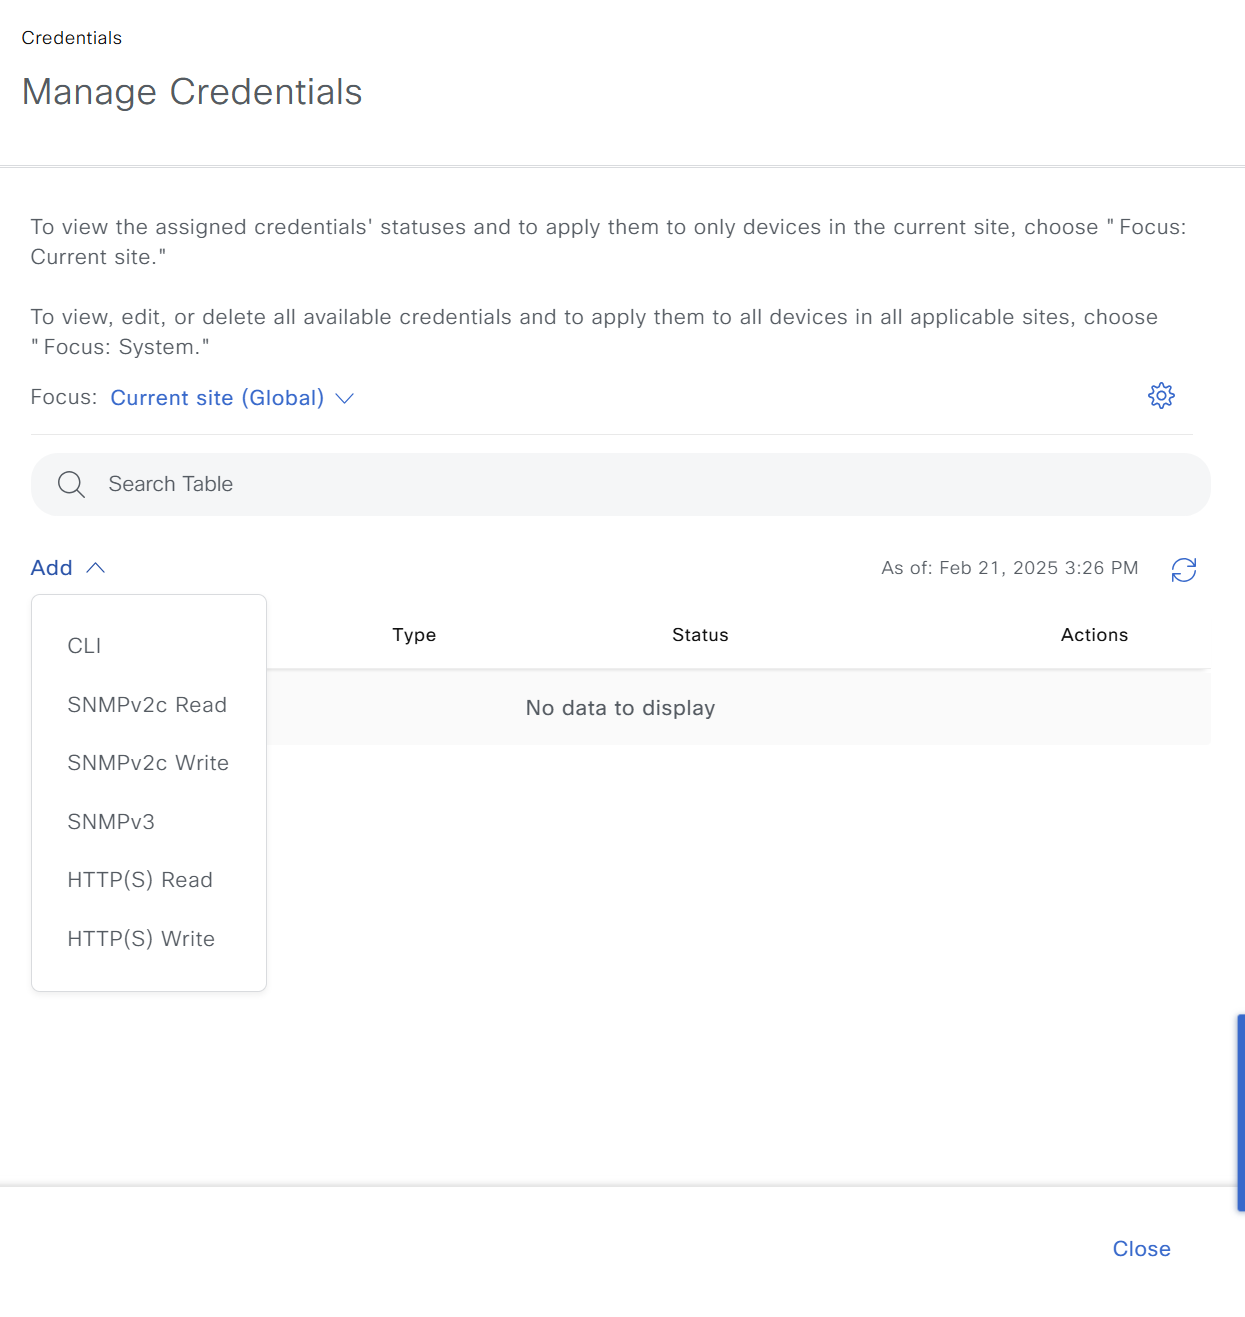 Credentials
Manage Credentials
To view the assigned credentials' statuses and to apply them to only devices in the current site, choose "Focus:
Current site."
To view, edit, or delete all available credentials and to apply them to all devices in all applicable sites, choose
"Focus: System."
Focus: Current site (Global)
Search Table
Add
As of: Feb 21, 2025 3:26 PM
Type Status Actions
No data to display
CLI
SNMPv2c Read
SNMPv2c Write
SNMPv3
HTTP(S) Read
HTTP(S) Write
Close